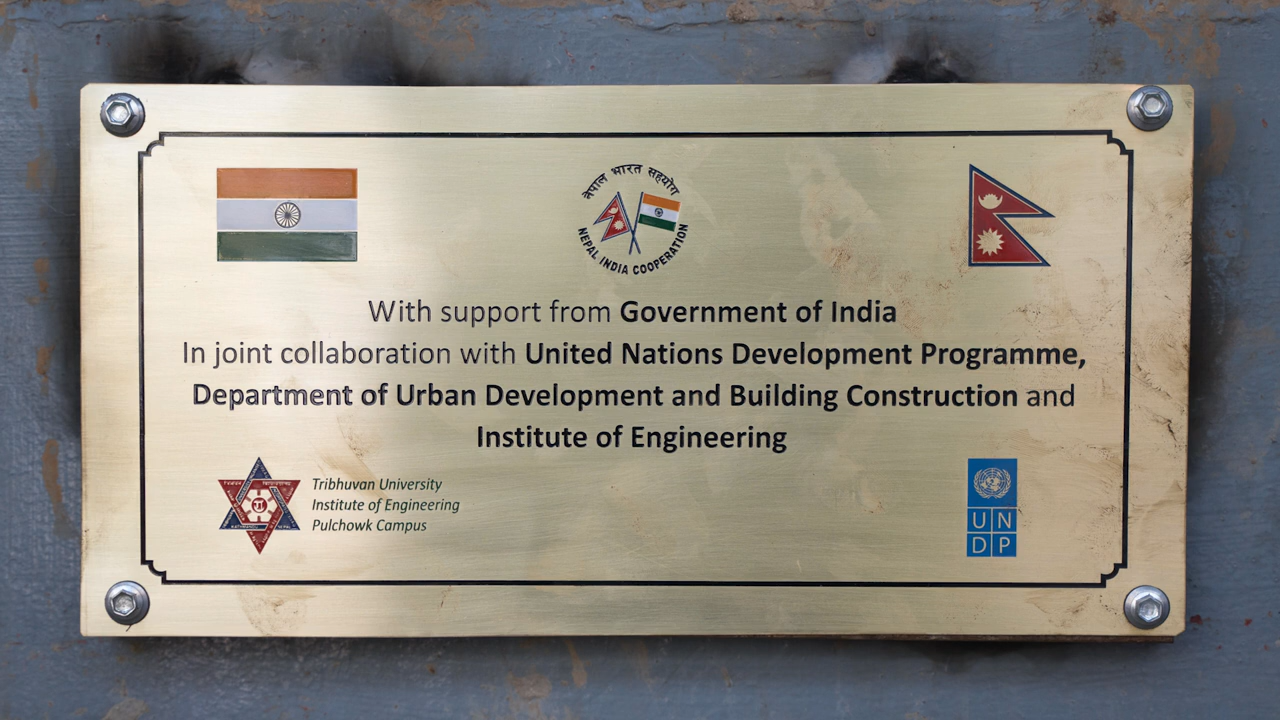 नेपाल भारत सहयोग
NEPAL INDIA COOPERATION
With support from Government of India
In joint collaboration with United Nations Development Programme,
Department of Urban Development and Building Construction and
Institute of Engineering
Tribhuvan University
Institute of Engineering
Pulchowk Campus
U N
D P